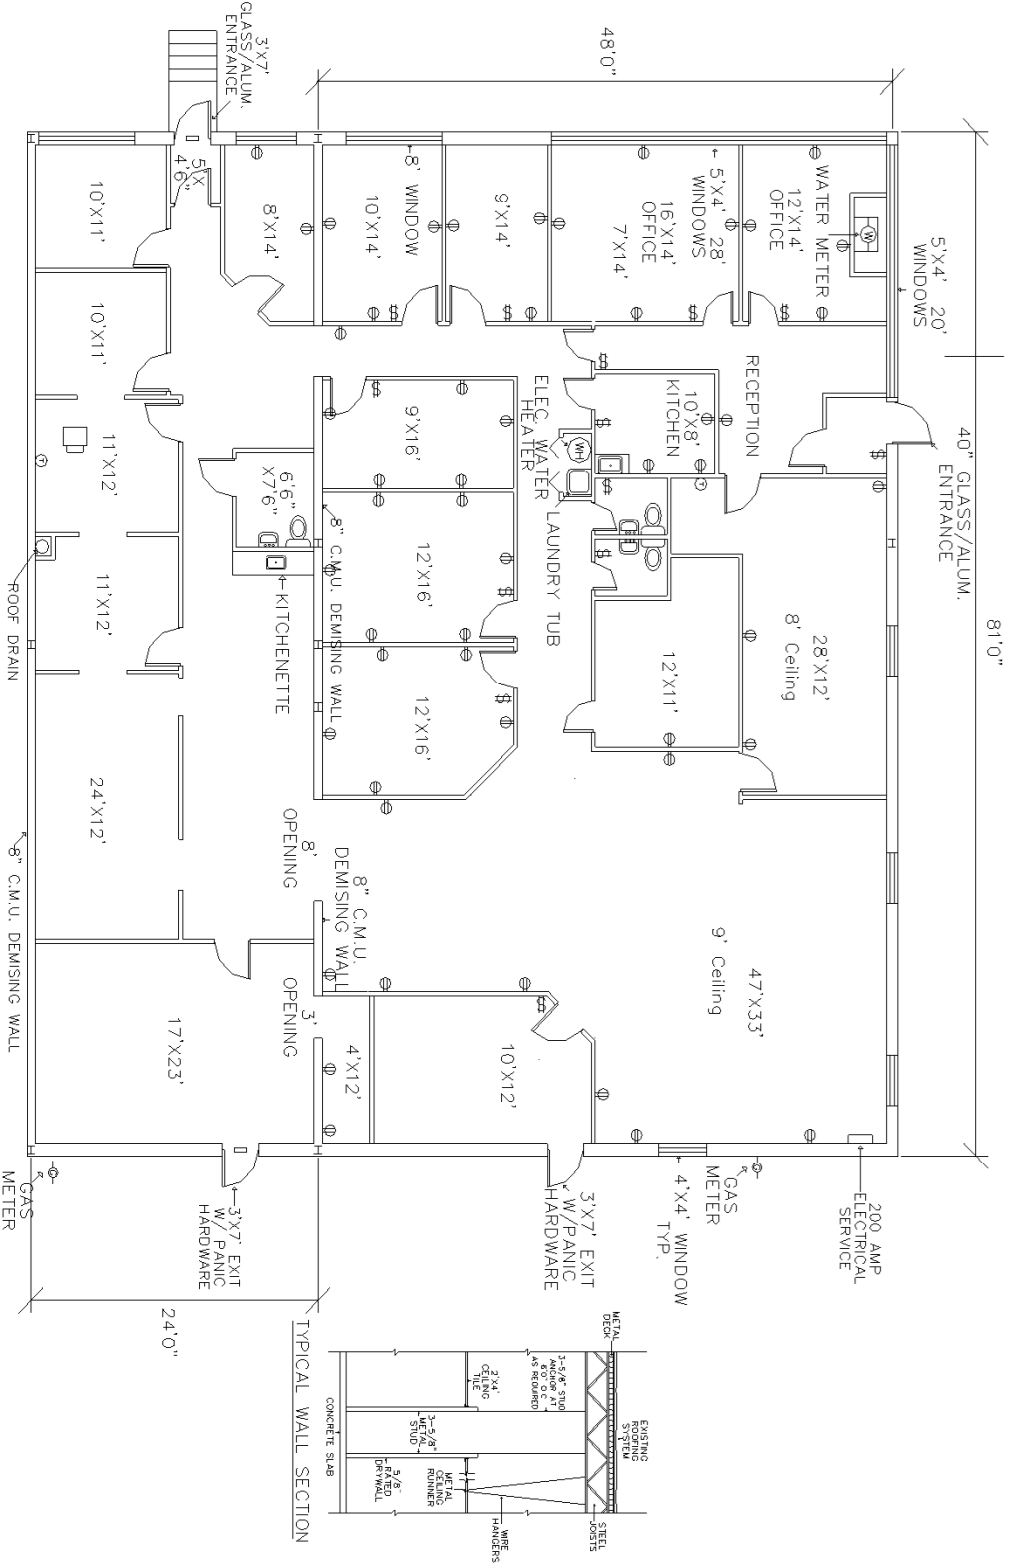 48'0"
3'X7'
GLASS/ALUM.
ENTRANCE
5'X
4'6"
10'X11'
8'X14'
8' WINDOW
10'X14'
9'X14'
5'X4' 28'
WINDOWS
16'X14'
OFFICE
7'X14'
WATER METER
12'X14'
OFFICE
W
5'X4' 20'
WINDOWS
40" GLASS/ALUM.
ENTRANCE
81'0"
RECEPTION
10'X8'
KITCHEN
ELEC. WATER
HEATER
WH
LAUNDRY TUB
10'X11'
11'X12'
11'X12'
ROOF DRAIN
6'6"
X7'6"
KITCHENETTE
9'X16'
12'X16'
12'X16'
8" C.M.U. DEMISING WALL
12'X11'
28'X12'
8' Ceiling
24'X12'
8'
OPENING
8" C.M.U.
DEMISING WALL
8" C.M.U. DEMISING WALL
47'X33'
9' Ceiling
3'
OPENING
17'X23'
4'X12'
10'X12'
GAS
METER
3'X7' EXIT
W/ PANIC
HARDWARE
3'X7' EXIT
W/PANIC
HARDWARE
4'X4' WINDOW
TYP.
GAS
METER
200 AMP
ELECTRICAL
SERVICE
24'0"
TYPICAL WALL SECTION
METAL
DECK
3-5/8" STUD
ANCHOR AT
6'0" O.C.
AS REQUIRED
2'X4'
CEILING
TILE
EXISTING
ROOFING
SYSTEM
3-5/8"
METAL
STUD
CONCRETE SLAB
5/8"
RATED
DRYWALL
METAL
CEILING
RUNNER
WIRE
HANGERS
STEEL
JOISTS